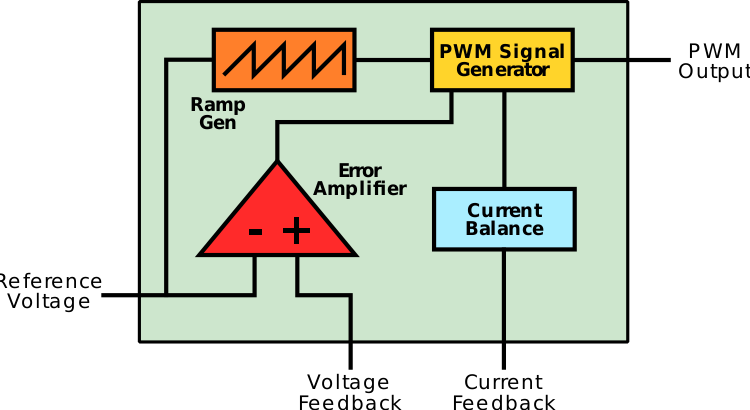 PWM Signal
Generator
PWM
Output
Ramp
Gen
Error
Amplifier
- +
Current
Balance
Reference
Voltage
Voltage
Feedback
Current
Feedback